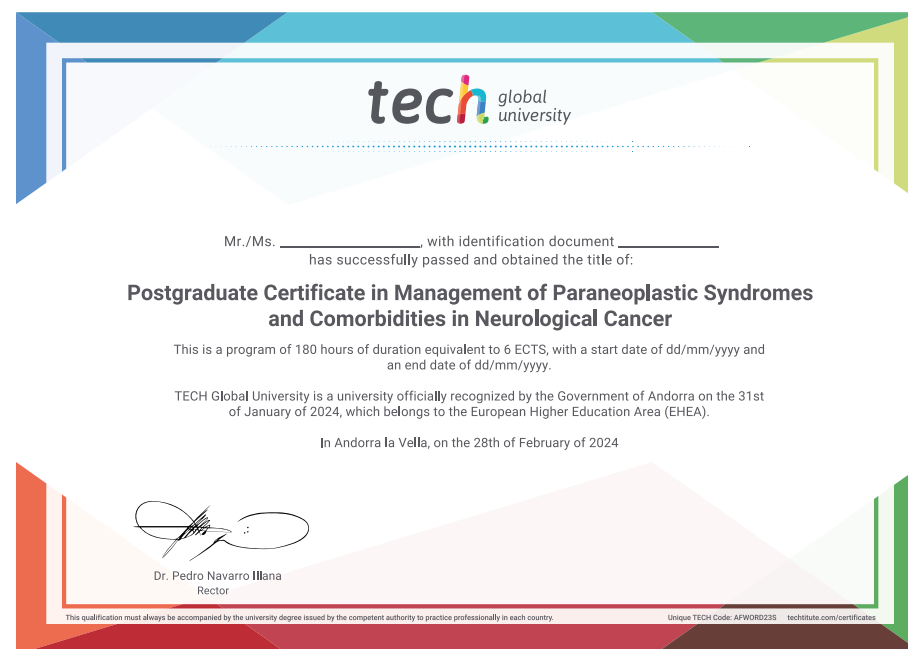 tech global university
Mr./Ms. ____________________, with identification document ______________
has successfully passed and obtained the title of:
Postgraduate Certificate in Management of Paraneoplastic Syndromes
and Comorbidities in Neurological Cancer
This is a program of 180 hours of duration equivalent to 6 ECTS, with a start date of dd/mm/yyyy and
an end date of dd/mm/yyyy.
TECH Global University is a university officially recognized by the Government of Andorra on the 31st
of January of 2024, which belongs to the European Higher Education Area (EHEA).
In Andorra la Vella, on the 28th of February of 2024
Dr. Pedro Navarro Illana
Rector
This qualification must always be accompanied by the university degree issued by the competent authority to practice professionally in each country.
Unique TECH Code: AFWORD23S techtitute.com/certificates